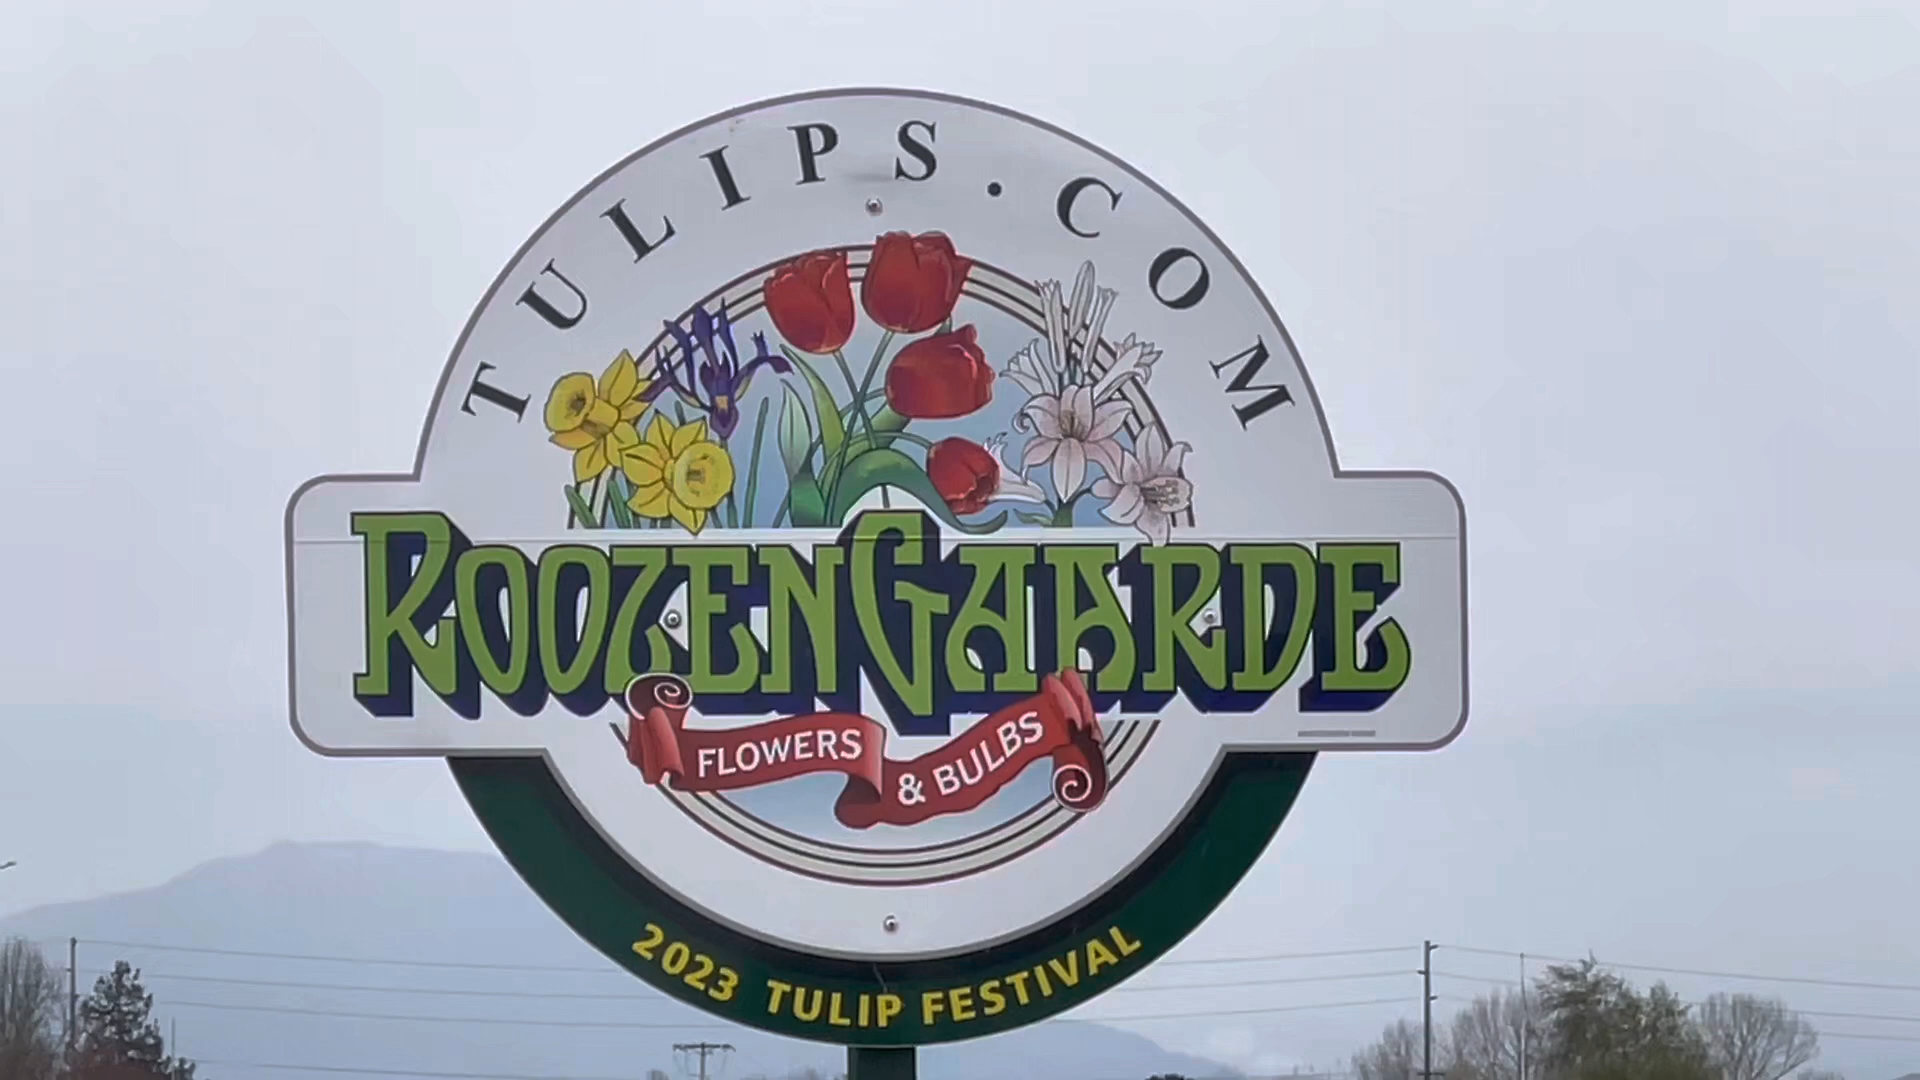 TULIPS.COM
ROOZENGAARDE
FLOWERS & BULBS
2023 TULIP FESTIVAL